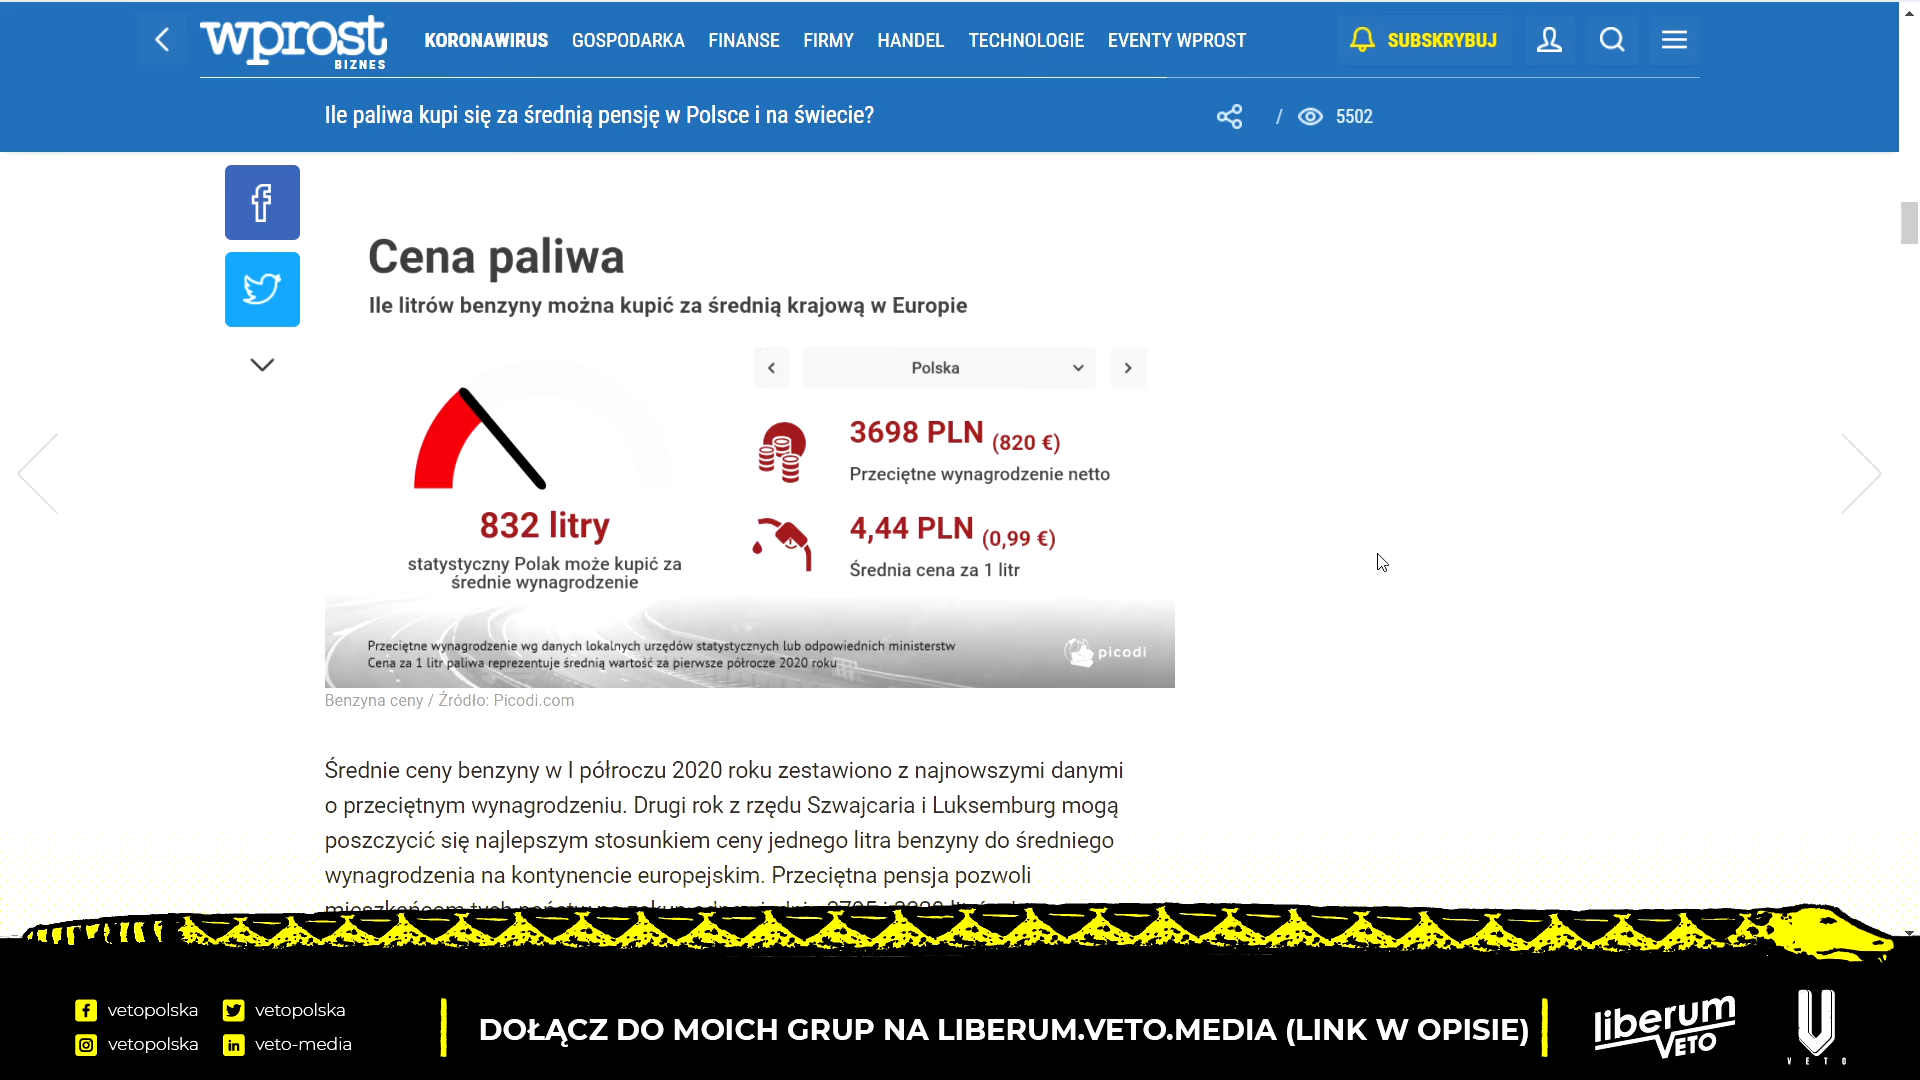 wprost
BIZNES
KORONAWIRUS GOSPODARKA FINANSE FIRMY HANDEL TECHNOLOGIE EVENTY WPROST
SUBSKRYBUJ
Ile paliwa kupi się za średnią pensję w Polsce i na świecie?
/ 5502
Cena paliwa
Ile litrów benzyny można kupić za średnią krajową w Europie
Polska
3698 PLN (820 €)
Przeciętne wynagrodzenie netto
832 litry
statystyczny Polak może kupić za
średnie wynagrodzenie
4,44 PLN (0,99 €)
Średnia cena za 1 litr
Przeciętne wynagrodzenie wg danych lokalnych urzędów statystycznych lub odpowiednich ministerstw
Cena za 1 litr paliwa reprezentuje średnią wartość za pierwsze półrocze 2020 roku
picodi
Benzyna ceny / Źródło: Picodi.com
Średnie ceny benzyny w I półroczu 2020 roku zestawiono z najnowszymi danymi
o przeciętnym wynagrodzeniu. Drugi rok z rzędu Szwajcaria i Luksemburg mogą
poszczycić się najlepszym stosunkiem ceny jednego litra benzyny do średniego
wynagrodzenia na kontynencie europejskim. Przeciętna pensja pozwoli
vetopolska vetopolska
vetopolska veto-media
DOŁĄCZ DO MOICH GRUP NA LIBERUM.VETO.MEDIA (LINK W OPISIE)
liberum
VETO
VETO